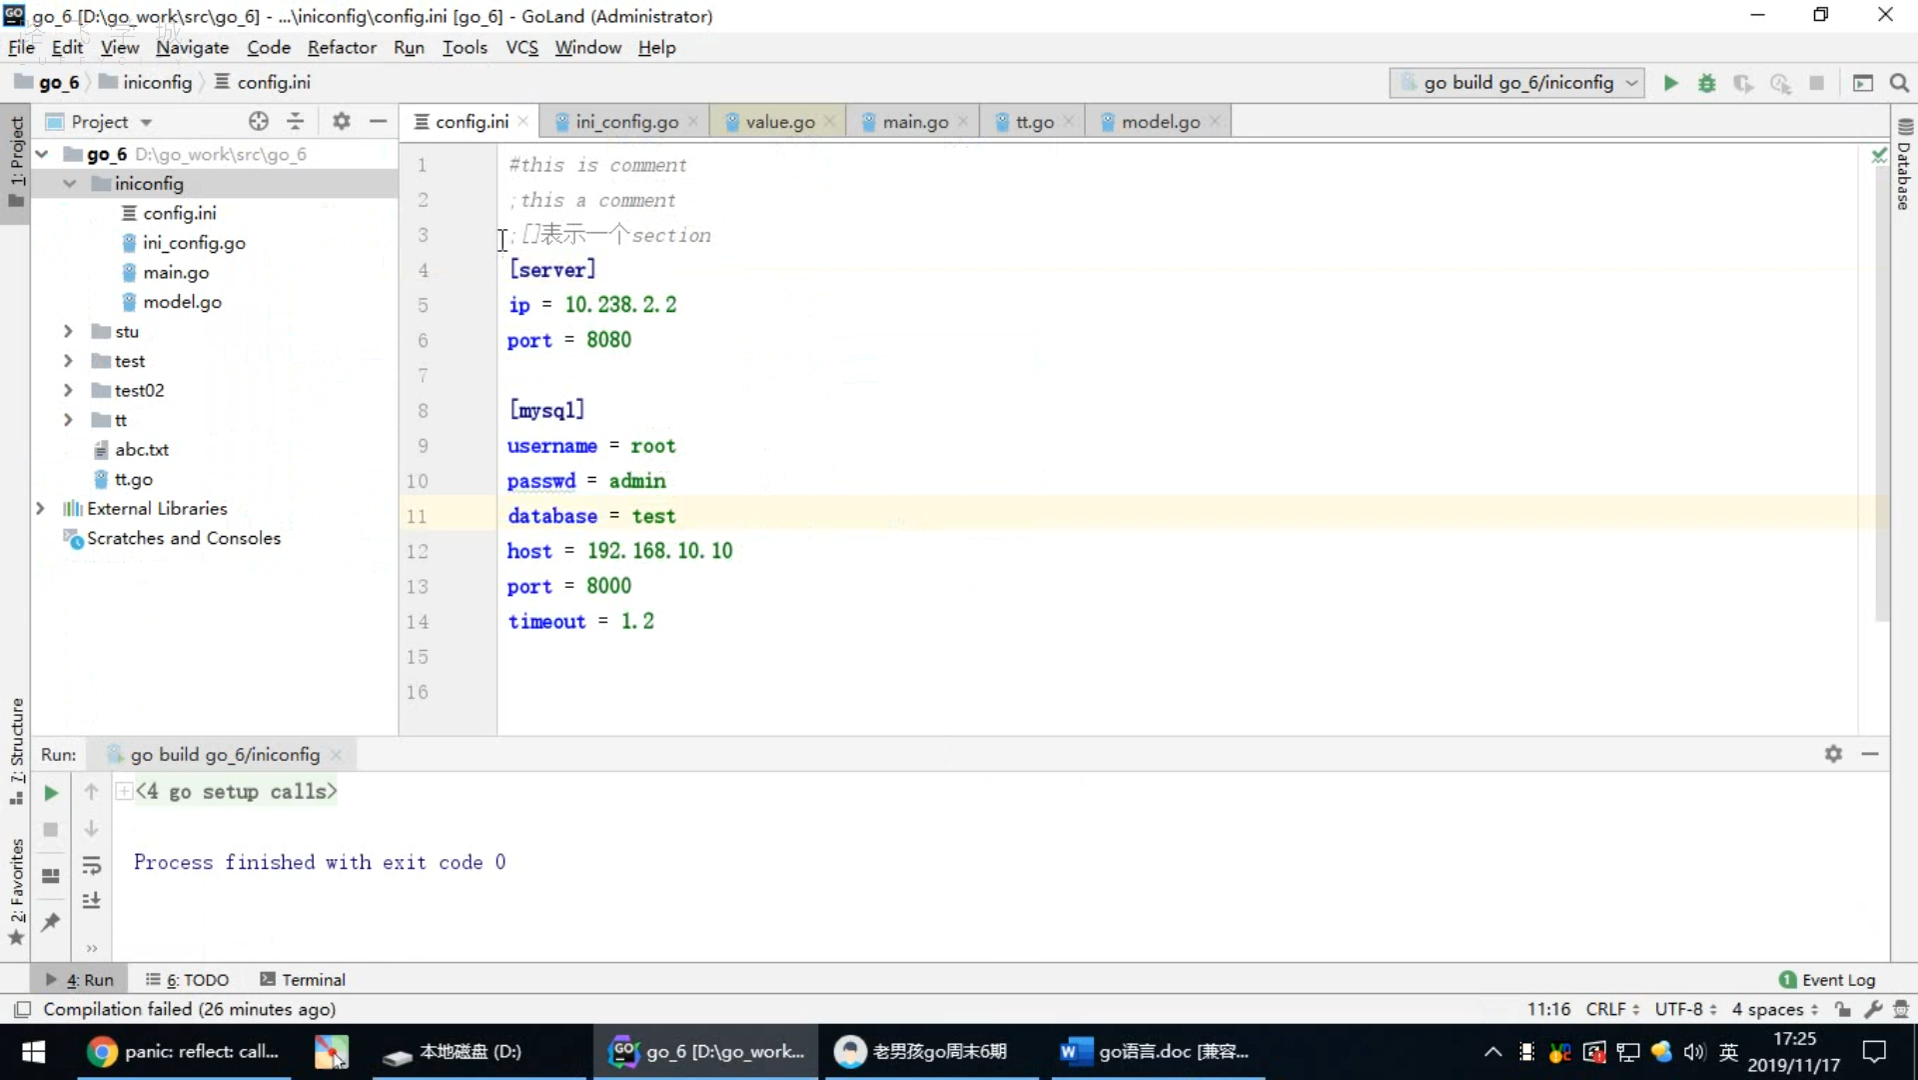 go_6 [D:\go_work\src\go_6] - ...\iniconfig\config.ini [go_6] - GoLand (Administrator)
File Edit View Navigate Code Refactor Run Tools VCS Window Help
go_6 iniconfig config.ini go build go_6/iniconfig
1: Project
Project
config.ini ini_config.go value.go main.go tt.go model.go
Database
go_6 D:\go_work\src\go_6
iniconfig
config.ini
ini_config.go
main.go
model.go
stu
test
test02
tt
abc.txt
tt.go
External Libraries
Scratches and Consoles
1 #this is comment
2 ;this a comment
3 ;[]表示一个section
4 [server]
5 ip = 10.238.2.2
6 port = 8080
7
8 [mysql]
9 username = root
10 passwd = admin
11 database = test
12 host = 192.168.10.10
13 port = 8000
14 timeout = 1.2
15
16
7: Structure
2: Favorites
Run: go build go_6/iniconfig
<4 go setup calls>
Process finished with exit code 0
4: Run 6: TODO Terminal 1 Event Log
Compilation failed (26 minutes ago) 11:16 CRLF UTF-8 4 spaces
panic: reflect: call... 本地磁盘 (D:) go_6 [D:\go_work... 老男孩go周末6期 go语言.doc [兼容... 英 17:25
2019/11/17